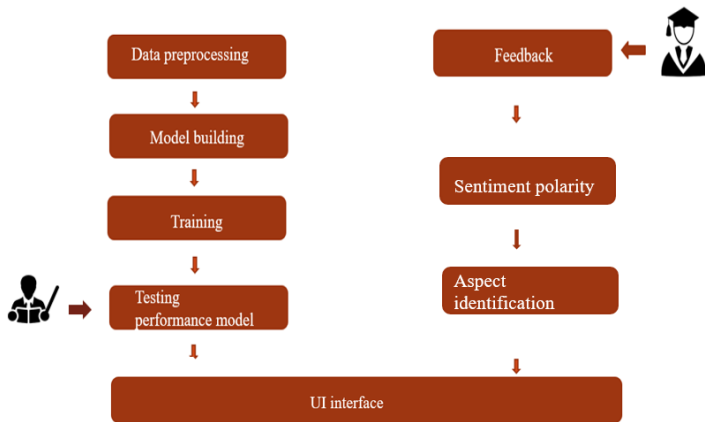 Data preprocessing
Model building
Training
Testing
performance model
Feedback
Sentiment polarity
Aspect
identification
UI interface